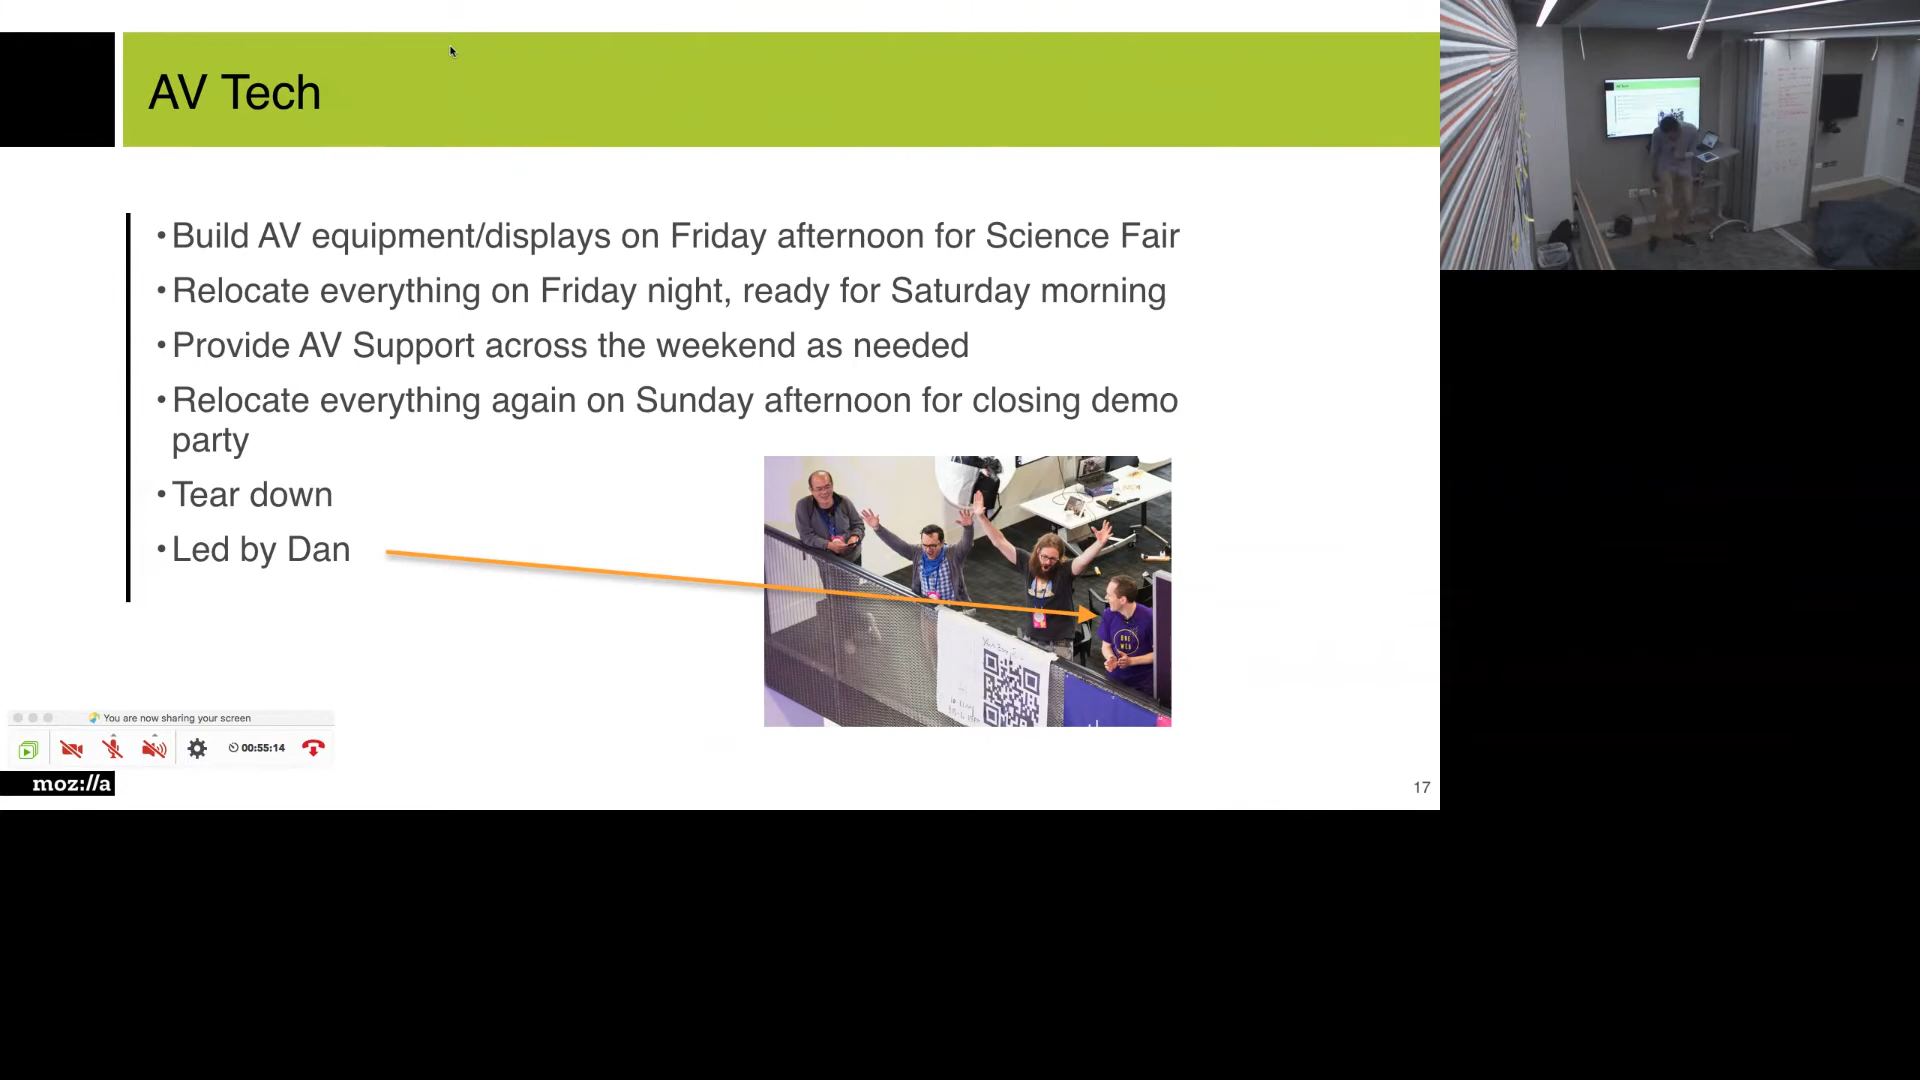 AV Tech
•Build AV equipment/displays on Friday afternoon for Science Fair
•Relocate everything on Friday night, ready for Saturday morning
•Provide AV Support across the weekend as needed
•Relocate everything again on Sunday afternoon for closing demo
party
•Tear down
•Led by Dan
ONE
WEB
You are now sharing your screen
00:55:14
moz://a
17